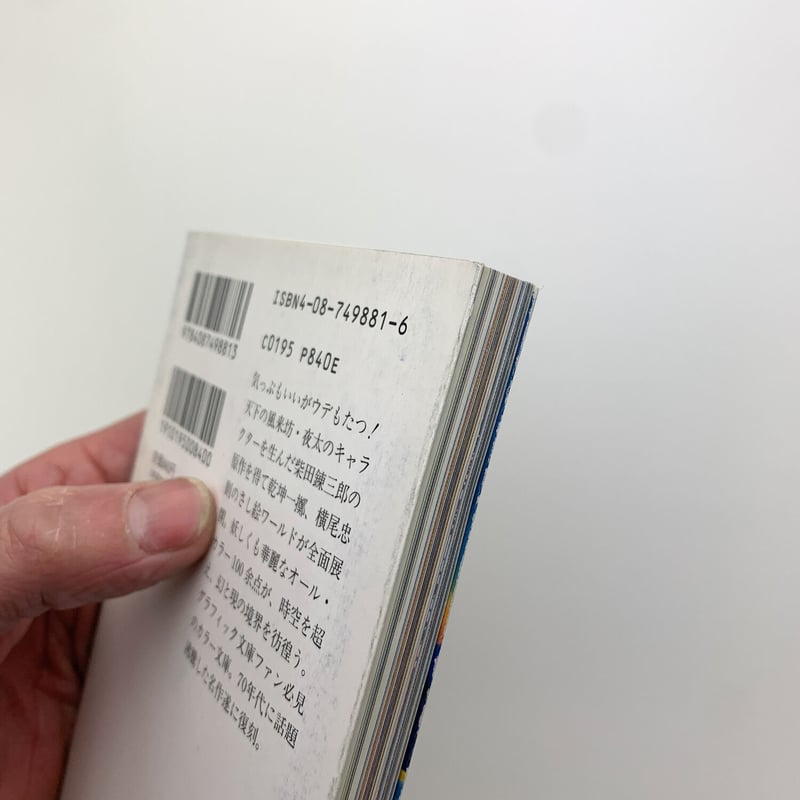 ISBN4-08-749881-6
C0195 P840E
9784087498813
1910195008400
気っぷもいいがウデもたつ！
天下の風来坊・夜太のキャラ
クターを生んだ柴田錬三郎の
原作を得て乾坤一擲、横尾忠
則のさし絵ワールドが全面展
開。妖しくも華麗なオール・
カラー100余点が、時空を超
え、幻と現の境界を彷徨う。
グラフィック文庫ファン必見
のカラー文庫。70年代に話題
沸騰した名作遂に復刻。